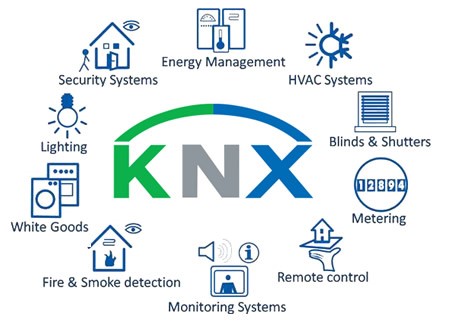 Energy Management
Security Systems
HVAC Systems
Lighting
Blinds & Shutters
KNX
12894
White Goods
Metering
Fire & Smoke detection
i
Remote control
Monitoring Systems